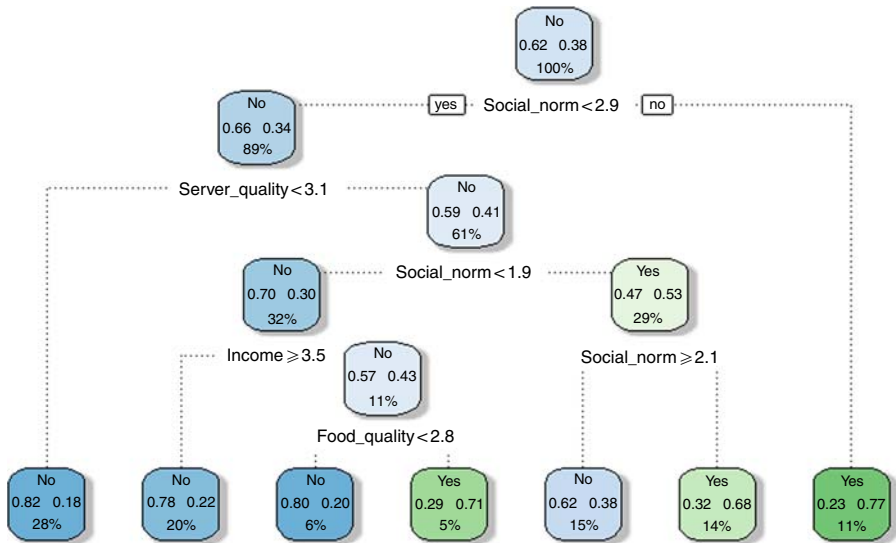 No
0.62 0.38
100%
yes Social_norm<2.9 no
No
0.66 0.34
89%
Server_quality<3.1
No
0.59 0.41
61%
Social_norm<1.9
No
0.70 0.30
32%
Yes
0.47 0.53
29%
Income⩾3.5
Social_norm⩾2.1
No
0.57 0.43
11%
Food_quality<2.8
No
0.82 0.18
28%
No
0.78 0.22
20%
No
0.80 0.20
6%
Yes
0.29 0.71
5%
No
0.62 0.38
15%
Yes
0.32 0.68
14%
Yes
0.23 0.77
11%